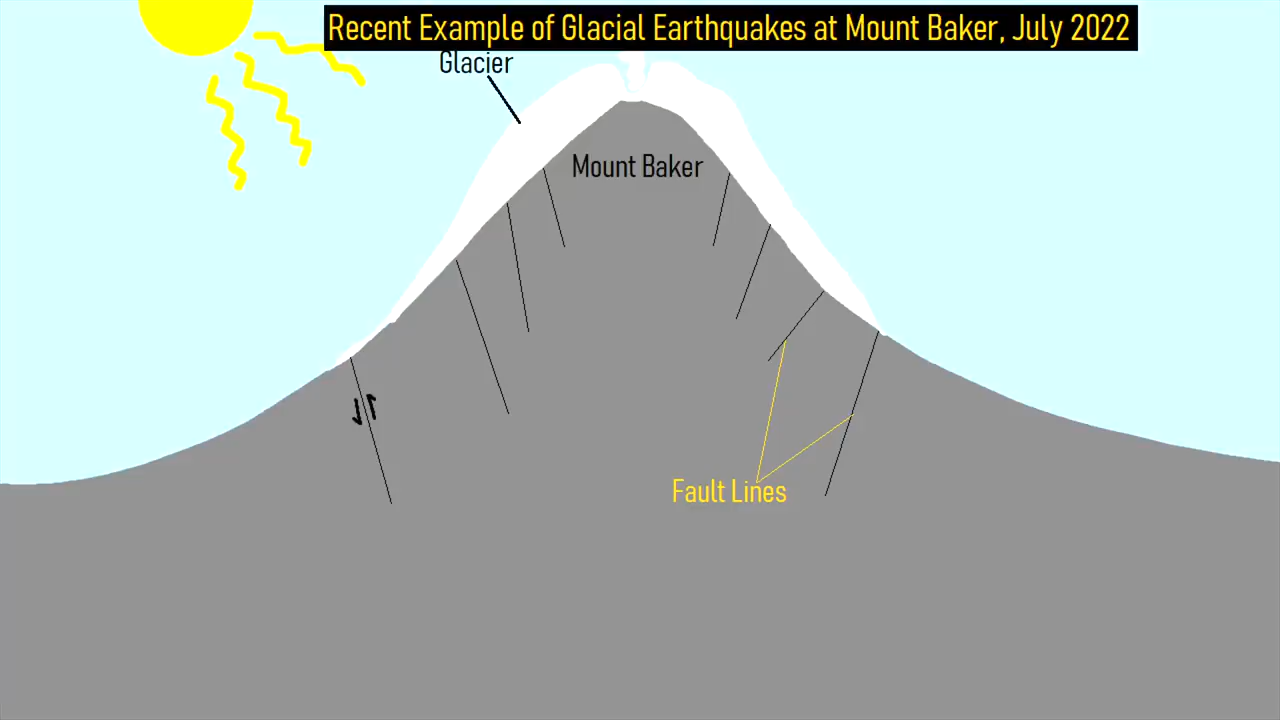 Recent Example of Glacial Earthquakes at Mount Baker, July 2022
Glacier
Mount Baker
Fault Lines